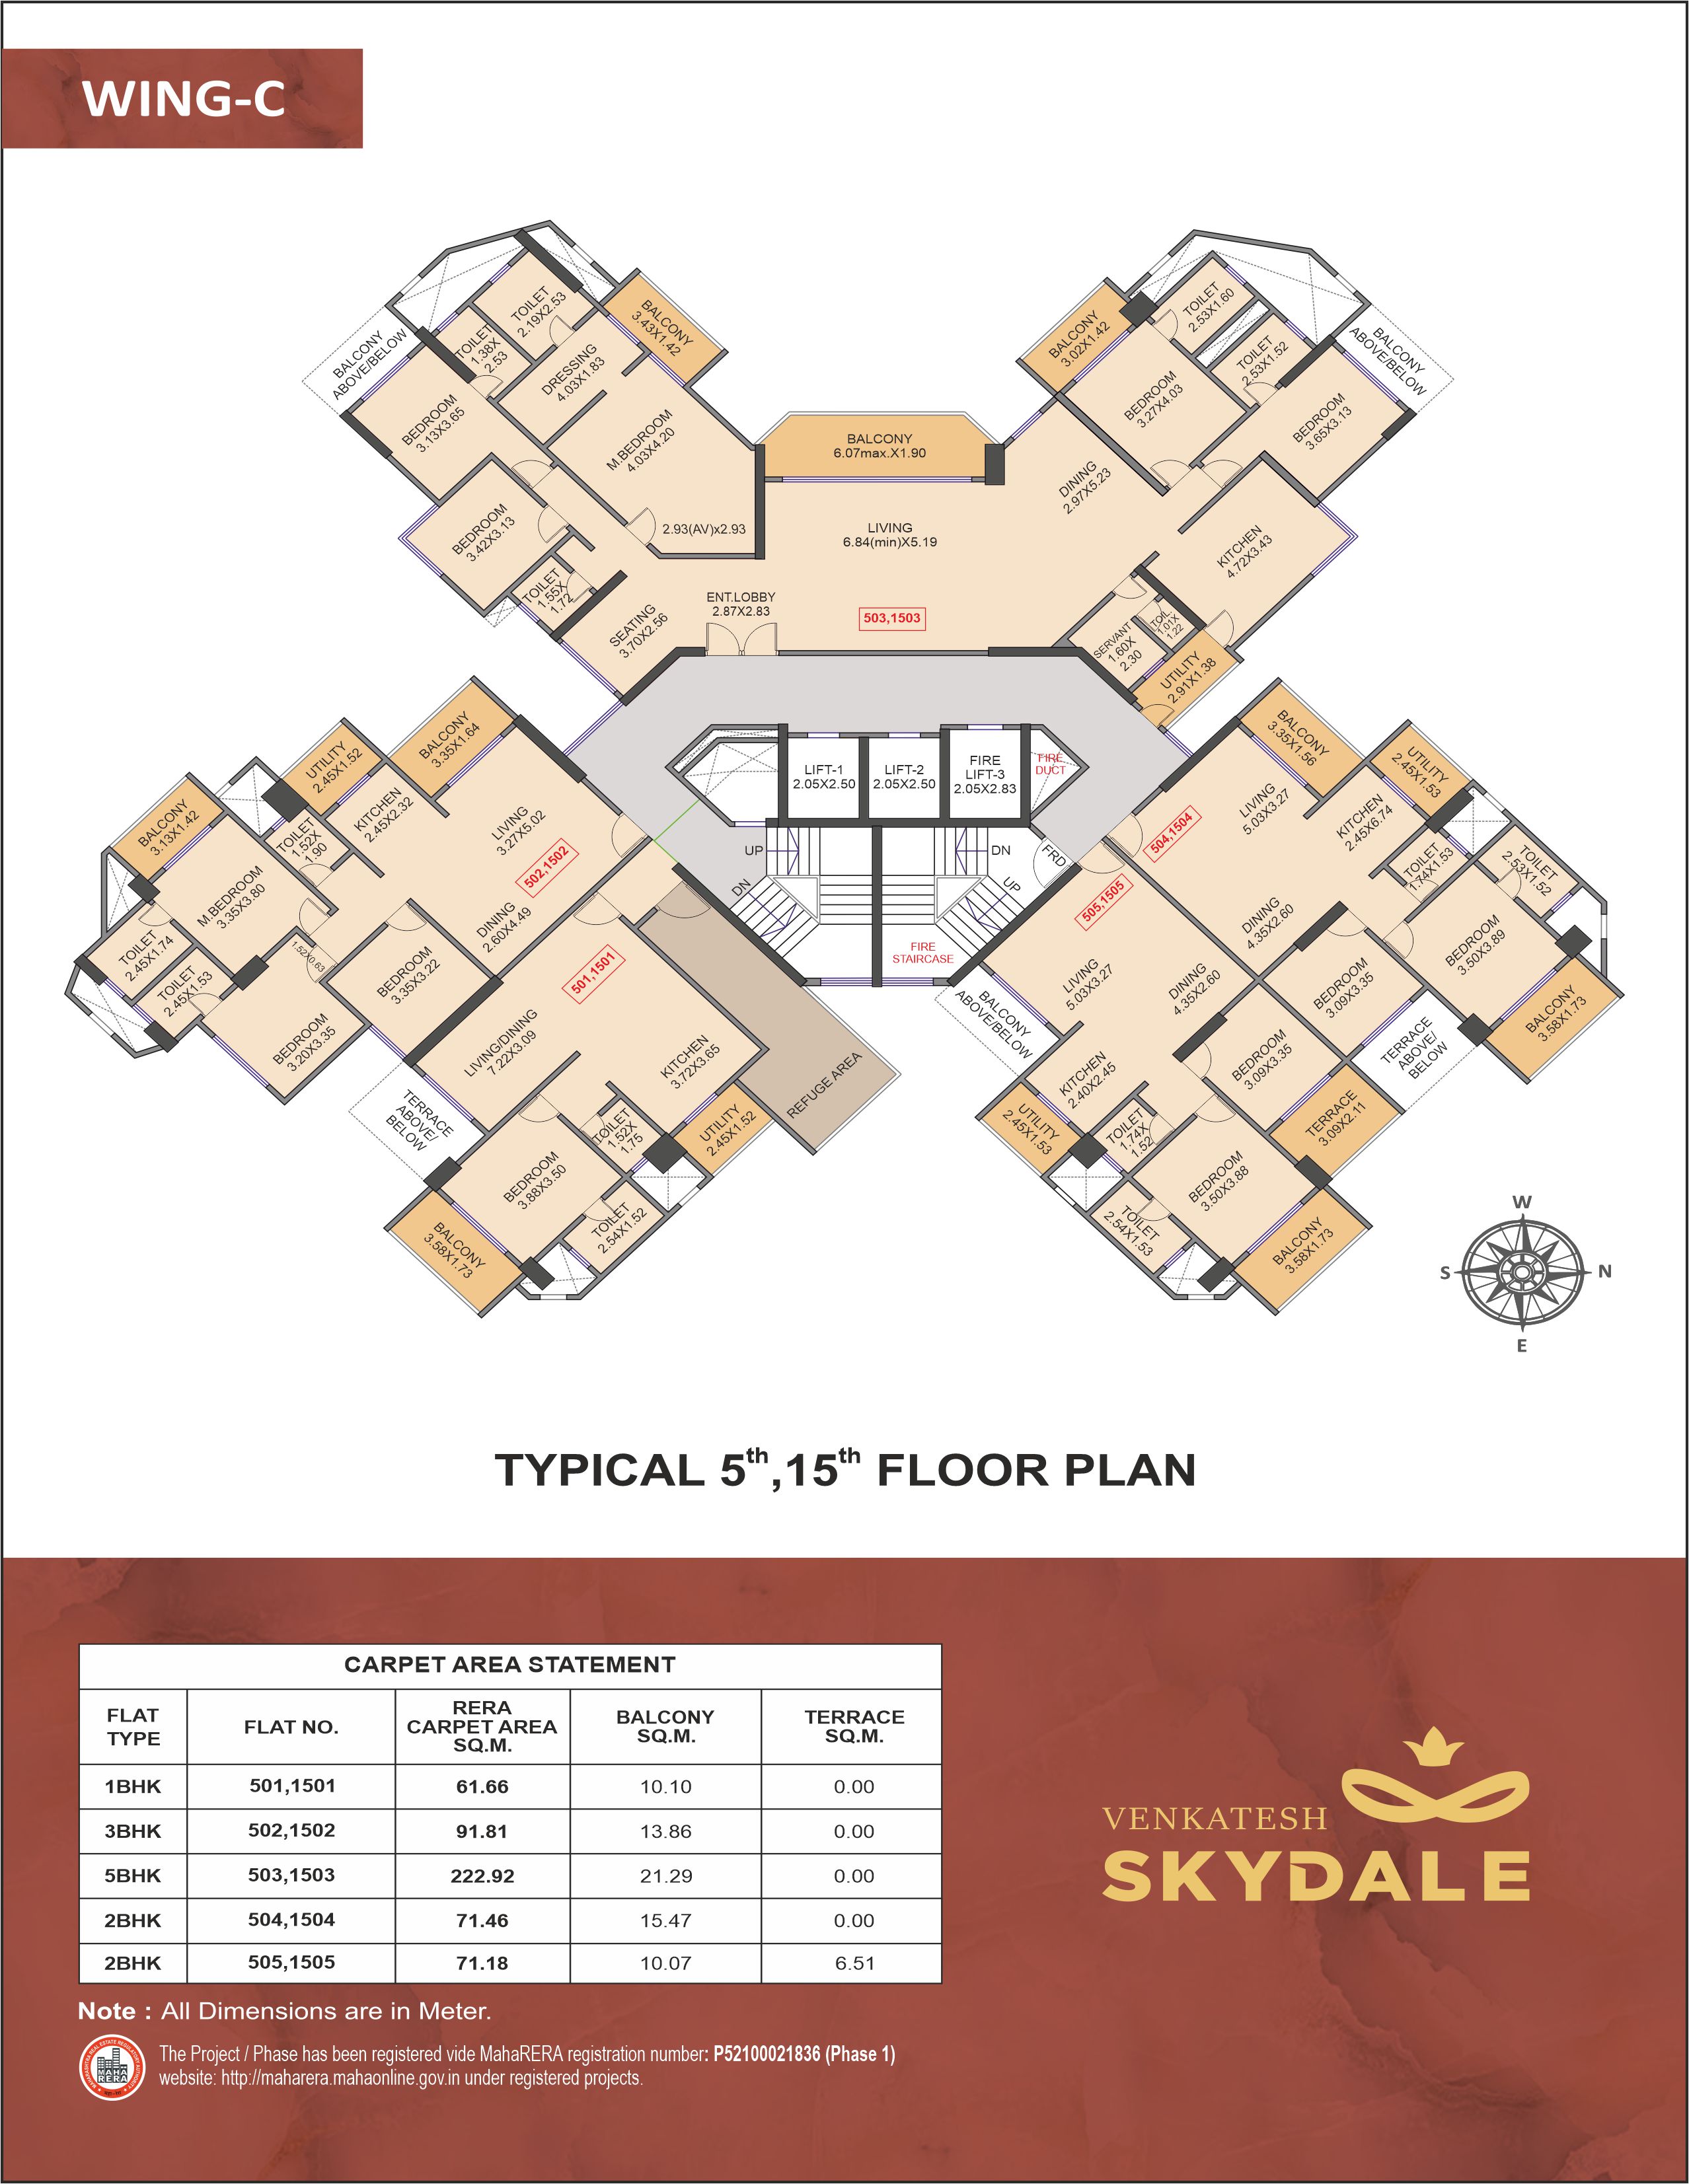 WING-C
TOILET
2.19X2.53
BALCONY
3.43X1.42
TOILET
1.38X
2.53
DRESSING
4.03X1.83
BALCONY
ABOVE/BELOW
BEDROOM
3.13X3.65
M.BEDROOM
4.03X4.20
2.93(AV)x2.93
BEDROOM
3.42X3.13
TOILET
1.55X
1.72
SEATING
3.70X2.56
ENT.LOBBY
2.87X2.83
BALCONY
6.07max.X1.90
LIVING
6.84(min)X5.19
503,1503
DINING
2.97X5.23
BALCONY
3.02X1.42
TOILET
2.53X1.60
TOILET
2.53X1.52
BALCONY
ABOVE/BELOW
BEDROOM
3.27X4.03
BEDROOM
3.65X3.13
KITCHEN
4.72X3.43
SERVANT
1.60X
2.30
TOIL.
1.01X
1.22
UTILITY
2.91X1.38
LIFT-1
2.05X2.50
LIFT-2
2.05X2.50
FIRE
LIFT-3
2.05X2.83
FIRE
DUCT
UP
DN
DN
UP
FRD
FIRE
STAIRCASE
BALCONY
3.35X1.64
UTILITY
2.45X1.52
BALCONY
3.13X1.42
KITCHEN
2.45X2.32
LIVING
3.27X5.02
502,1502
TOILET
1.52X
1.90
M.BEDROOM
3.35X3.80
DINING
2.60X4.49
TOILET
2.45X1.74
TOILET
2.45X1.53
1.52X0.63
BEDROOM
3.35X3.22
BEDROOM
3.20X3.35
501,1501
LIVING/DINING
7.22X3.09
KITCHEN
3.72X3.65
REFUGE AREA
TERRACE
ABOVE/
BELOW
TOILET
1.52X
1.75
UTILITY
2.45X1.52
BEDROOM
3.88X3.50
TOILET
2.54X1.52
BALCONY
3.58X1.73
BALCONY
3.35X1.56
UTILITY
2.45X1.53
LIVING
5.03X3.27
504,1504
KITCHEN
2.45X6.74
TOILET
1.74X1.53
TOILET
2.53X1.52
DINING
4.35X2.60
BEDROOM
3.50X3.89
BEDROOM
3.09X3.35
BALCONY
3.58X1.73
TERRACE
ABOVE/
BELOW
505,1505
LIVING
5.03X3.27
DINING
4.35X2.60
BALCONY
ABOVE/BELOW
KITCHEN
2.40X2.45
BEDROOM
3.09X3.35
UTILITY
2.45X1.53
TOILET
1.74X
1.52
TERRACE
3.09X2.11
BEDROOM
3.50X3.88
TOILET
2.54X1.53
BALCONY
3.58X1.73
W
S
N
E
TYPICAL 5th,15th FLOOR PLAN
CARPET AREA STATEMENT
FLAT TYPE FLAT NO. RERA CARPET AREA SQ.M. BALCONY SQ.M. TERRACE SQ.M.
1BHK 501,1501 61.66 10.10 0.00
3BHK 502,1502 91.81 13.86 0.00
5BHK 503,1503 222.92 21.29 0.00
2BHK 504,1504 71.46 15.47 0.00
2BHK 505,1505 71.18 10.07 6.51
Note : All Dimensions are in Meter.
MAHA
RERA
The Project / Phase has been registered vide MahaRERA registration number: P52100021836 (Phase 1)
website: http://maharera.mahaonline.gov.in under registered projects.
VENKATESH
SKYDALE